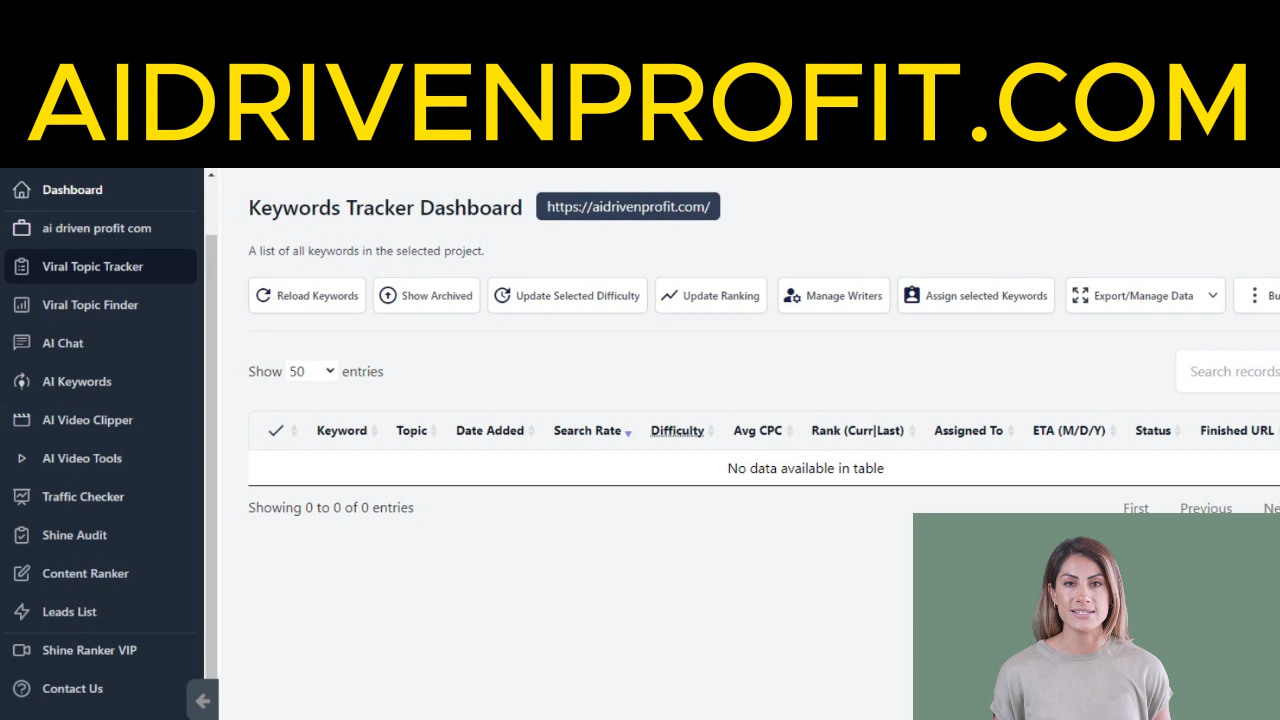 AIDRIVENPROFIT.COM
Dashboard
ai driven profit com
Viral Topic Tracker
Viral Topic Finder
AI Chat
AI Keywords
AI Video Clipper
AI Video Tools
Traffic Checker
Shine Audit
Content Ranker
Leads List
Shine Ranker VIP
Contact Us
Keywords Tracker Dashboard https://aidrivenprofit.com/
A list of all keywords in the selected project.
Reload Keywords Show Archived Update Selected Difficulty Update Ranking Manage Writers Assign selected Keywords Export/Manage Data Bu
Show 50 entries Search records
Keyword Topic Date Added Search Rate Difficulty Avg CPC Rank (Curr|Last) Assigned To ETA (M/D/Y) Status Finished URL
No data available in table
Showing 0 to 0 of 0 entries First Previous Ne